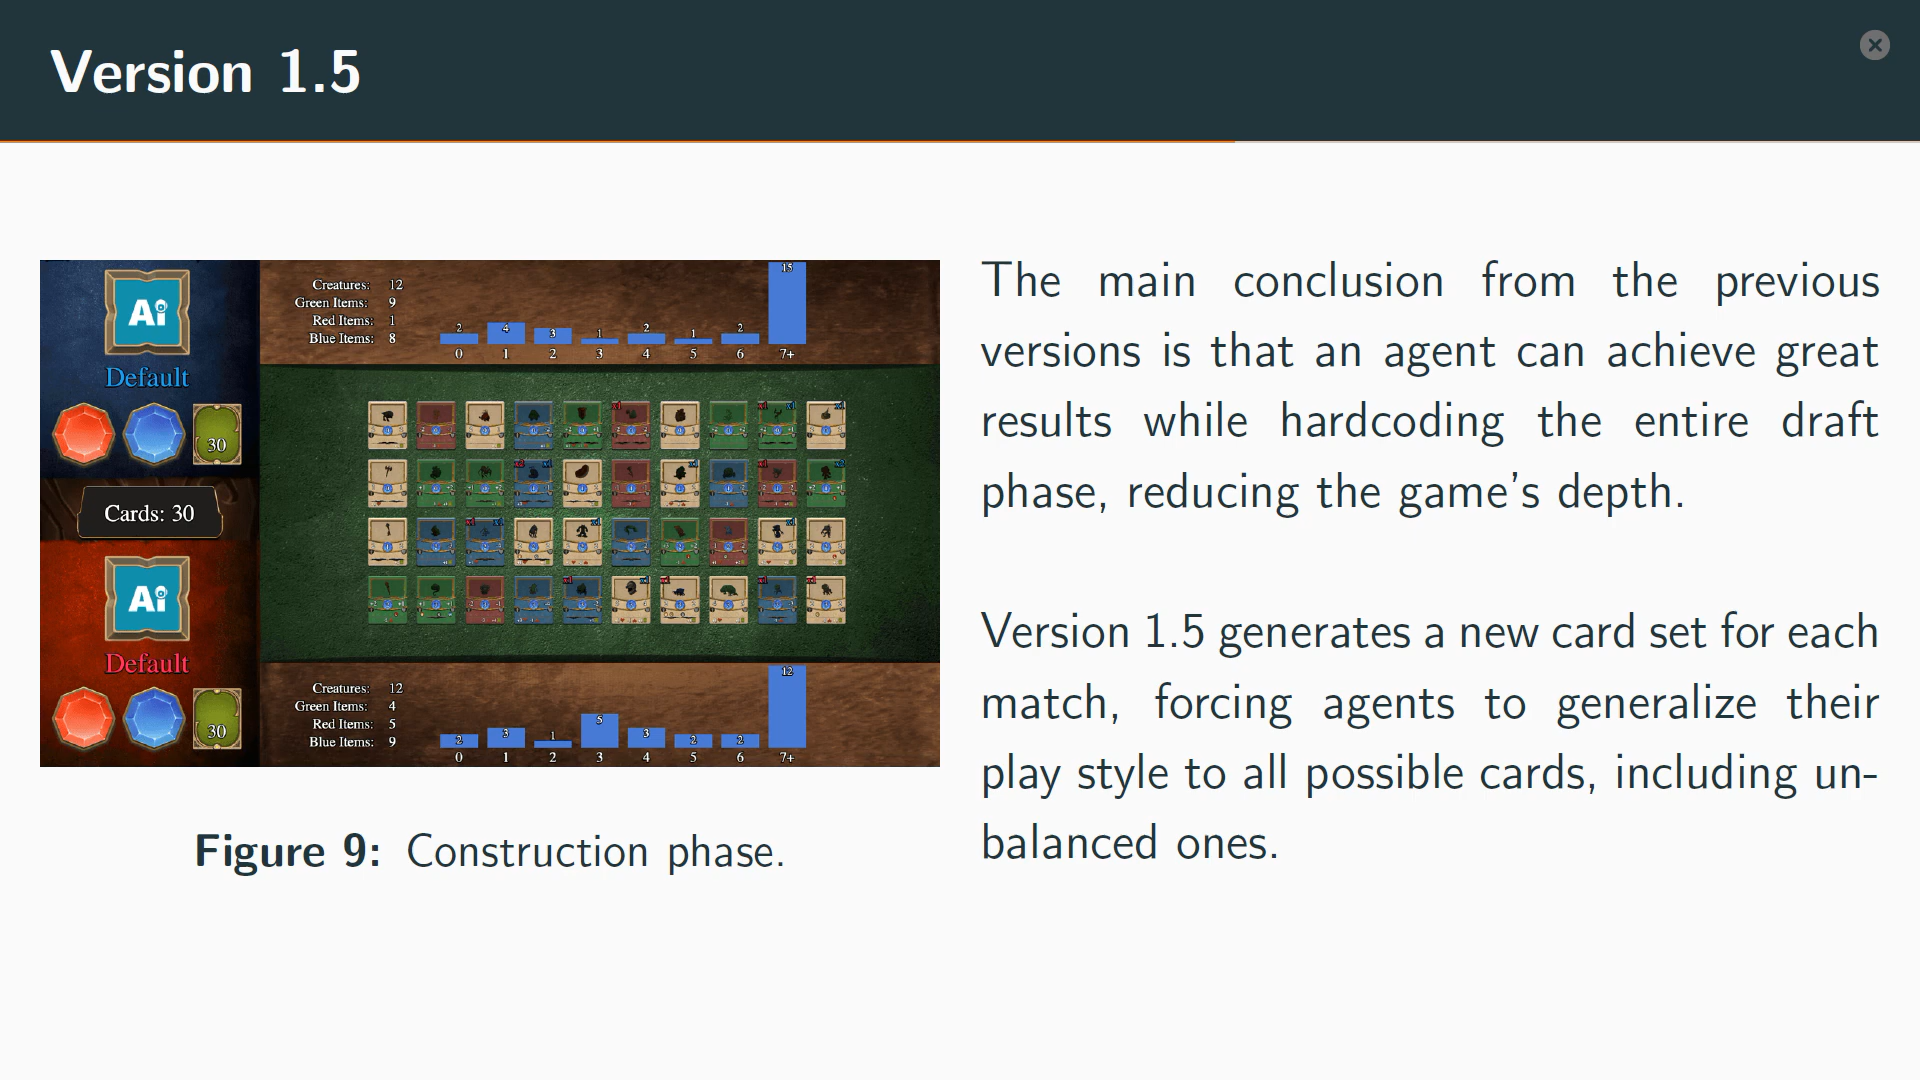 Version 1.5
Ai
Default
30
Cards: 30
Ai
Default
30
Creatures: 12
Green Items: 9
Red Items: 1
Blue Items: 8
2 4 3 1 2 1 2 15
0 1 2 3 4 5 6 7+
Creatures: 12
Green Items: 4
Red Items: 5
Blue Items: 9
2 3 1 5 3 2 2 12
0 1 2 3 4 5 6 7+
Figure 9: Construction phase.
The main conclusion from the previous
versions is that an agent can achieve great
results while hardcoding the entire draft
phase, reducing the game's depth.
Version 1.5 generates a new card set for each
match, forcing agents to generalize their
play style to all possible cards, including un-
balanced ones.